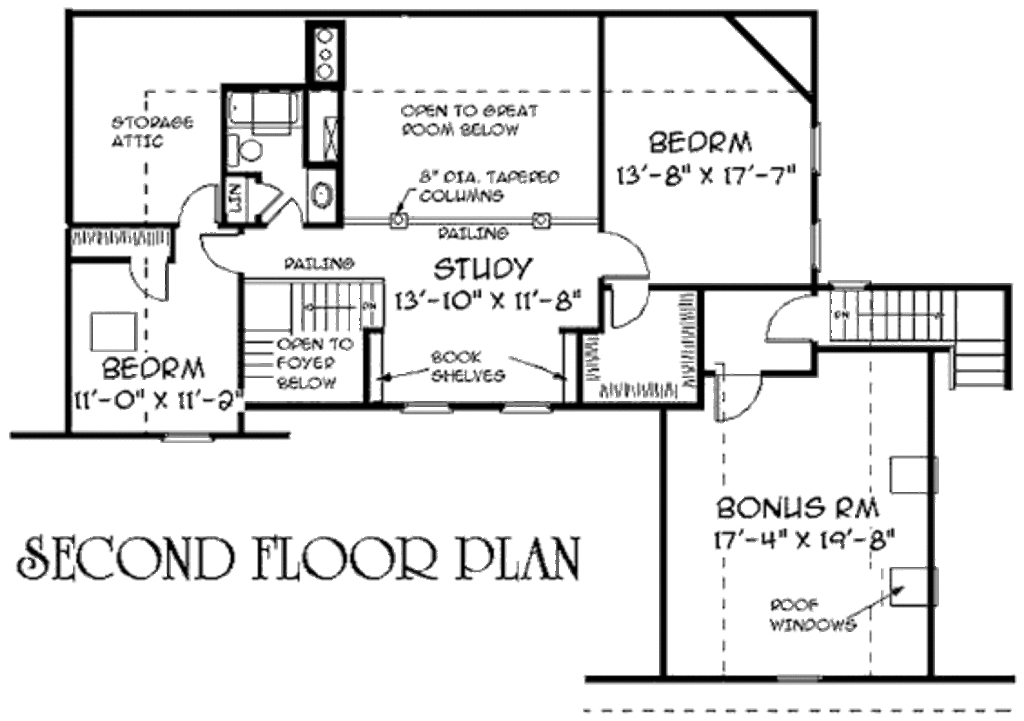 STORAGE
ATTIC
OPEN TO GREAT
ROOM BELOW
BEDRM
13'-8" X 17'-7"
8" DIA. TAPERED
COLUMNS
LIN
RAILING
RAILING
STUDY
13'-10" X 11'-8"
DN
DN
OPEN TO
FOYER
BELOW
BOOK
SHELVES
BEDRM
11'-0" X 11'-2"
BONUS RM
17'-4" X 19'-8"
SECOND FLOOR PLAN
ROOF
WINDOWS